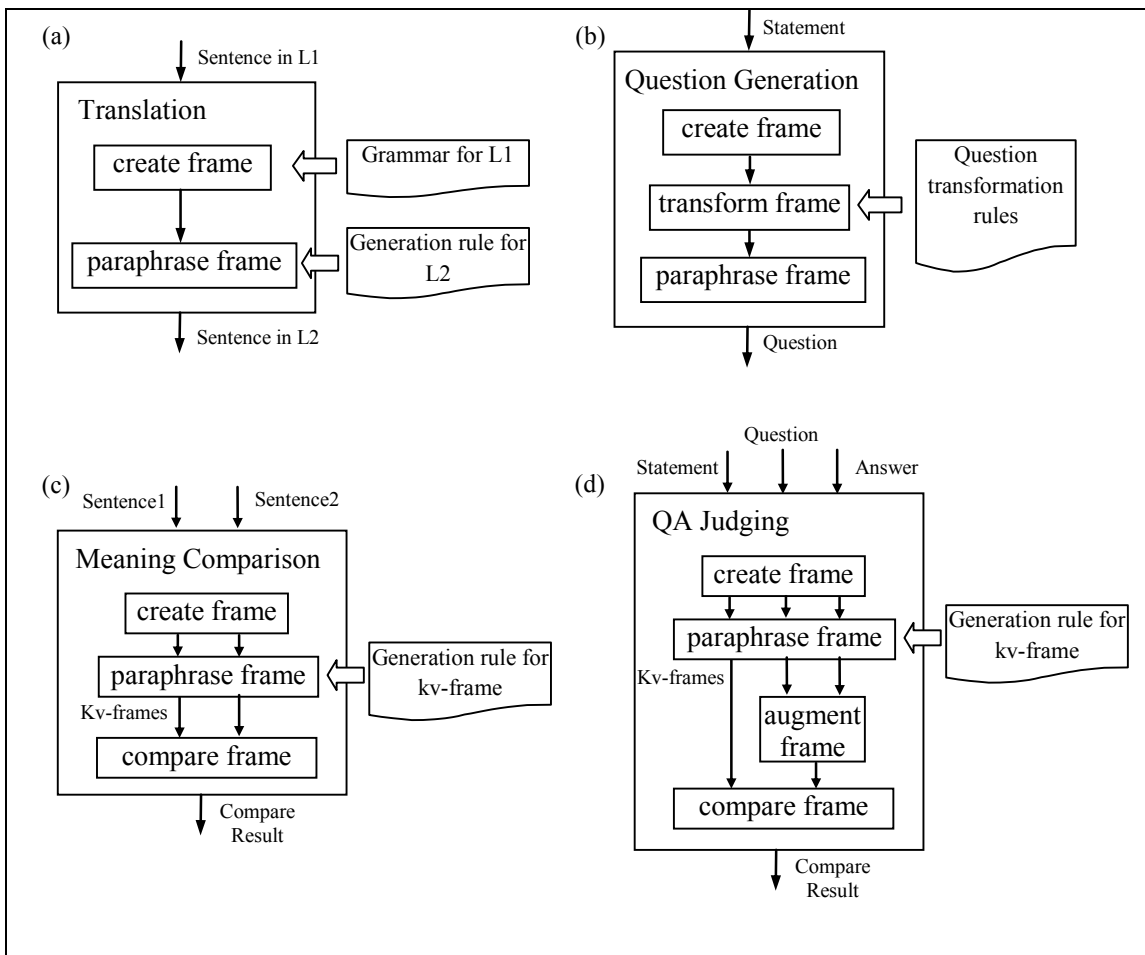 (a)
Sentence in L1
Translation
create frame
Grammar for L1
paraphrase frame
Generation rule for
L2
Sentence in L2
(b)
Statement
Question Generation
create frame
transform frame
Question
transformation
rules
paraphrase frame
Question
(c)
Sentence1
Sentence2
Meaning Comparison
create frame
paraphrase frame
Generation rule for
kv-frame
Kv-frames
compare frame
Compare
Result
(d)
Question
Statement
Answer
QA Judging
create frame
paraphrase frame
Generation rule for
kv-frame
Kv-frames
augment
frame
compare frame
Compare
Result